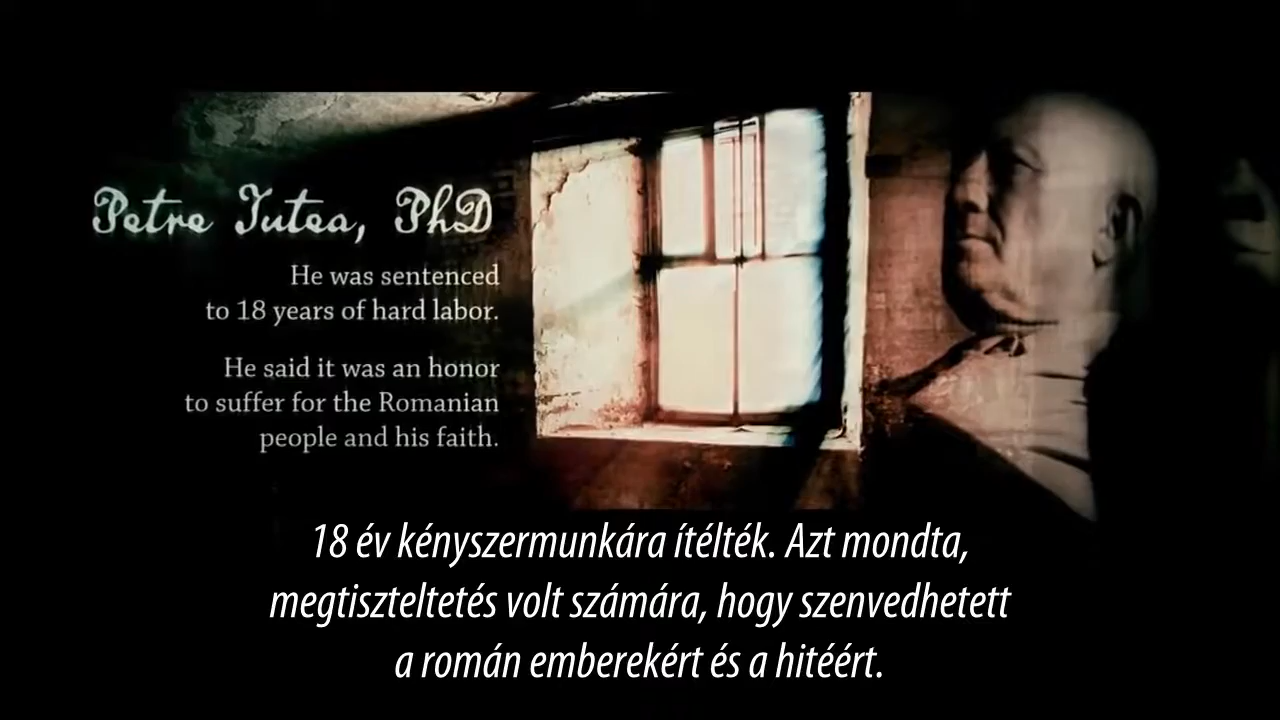 Petre Tutea, PhD
He was sentenced
to 18 years of hard labor.
He said it was an honor
to suffer for the Romanian
people and his faith.
18 év kényszermunkára ítélték. Azt mondta,
megtiszteltetés volt számára, hogy szenvedhetett
a román emberekért és a hitéért.